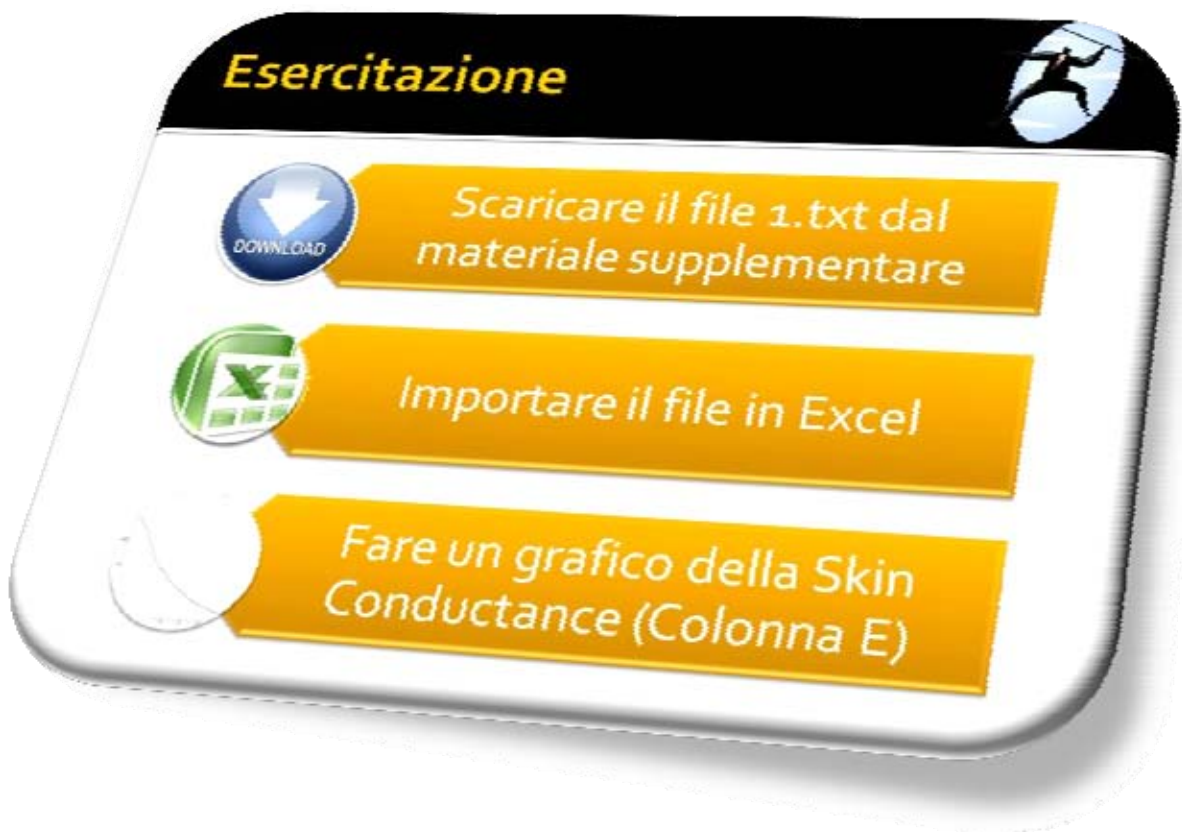 Esercitazione
DOWNLOAD
Scaricare il file 1.txt dal
materiale supplementare
Importare il file in Excel
Fare un grafico della Skin
Conductance (Colonna E)